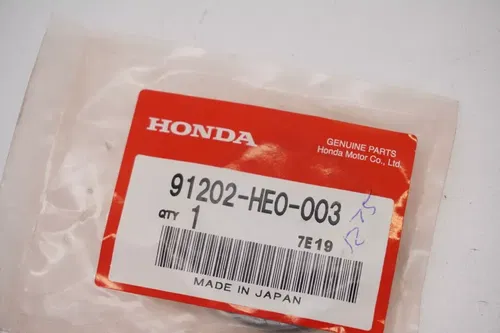 HONDA
GENUINE PARTS
Honda Motor Co., Ltd.
91202-HE0-003
QTY 1
7E19
MADE IN JAPAN